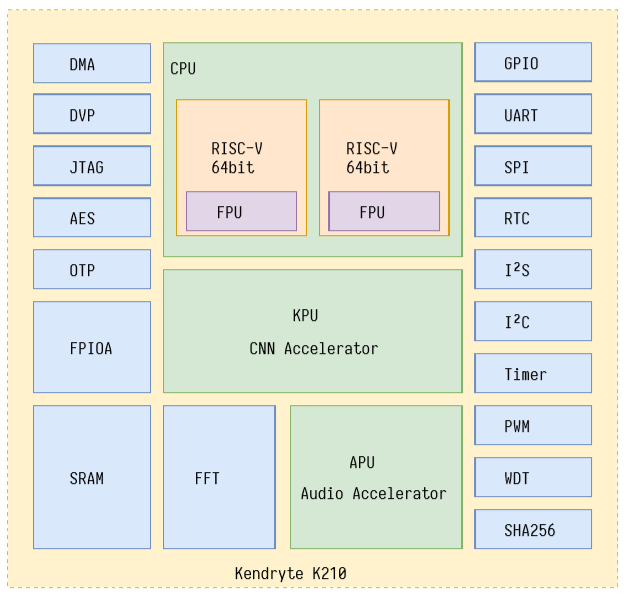 DMA
DVP
JTAG
AES
OTP
FPIOA
SRAM
CPU
RISC-V
64bit
FPU
RISC-V
64bit
FPU
KPU
CNN Accelerator
FFT
APU
Audio Accelerator
GPIO
UART
SPI
RTC
I²S
I²C
Timer
PWM
WDT
SHA256
Kendryte K210